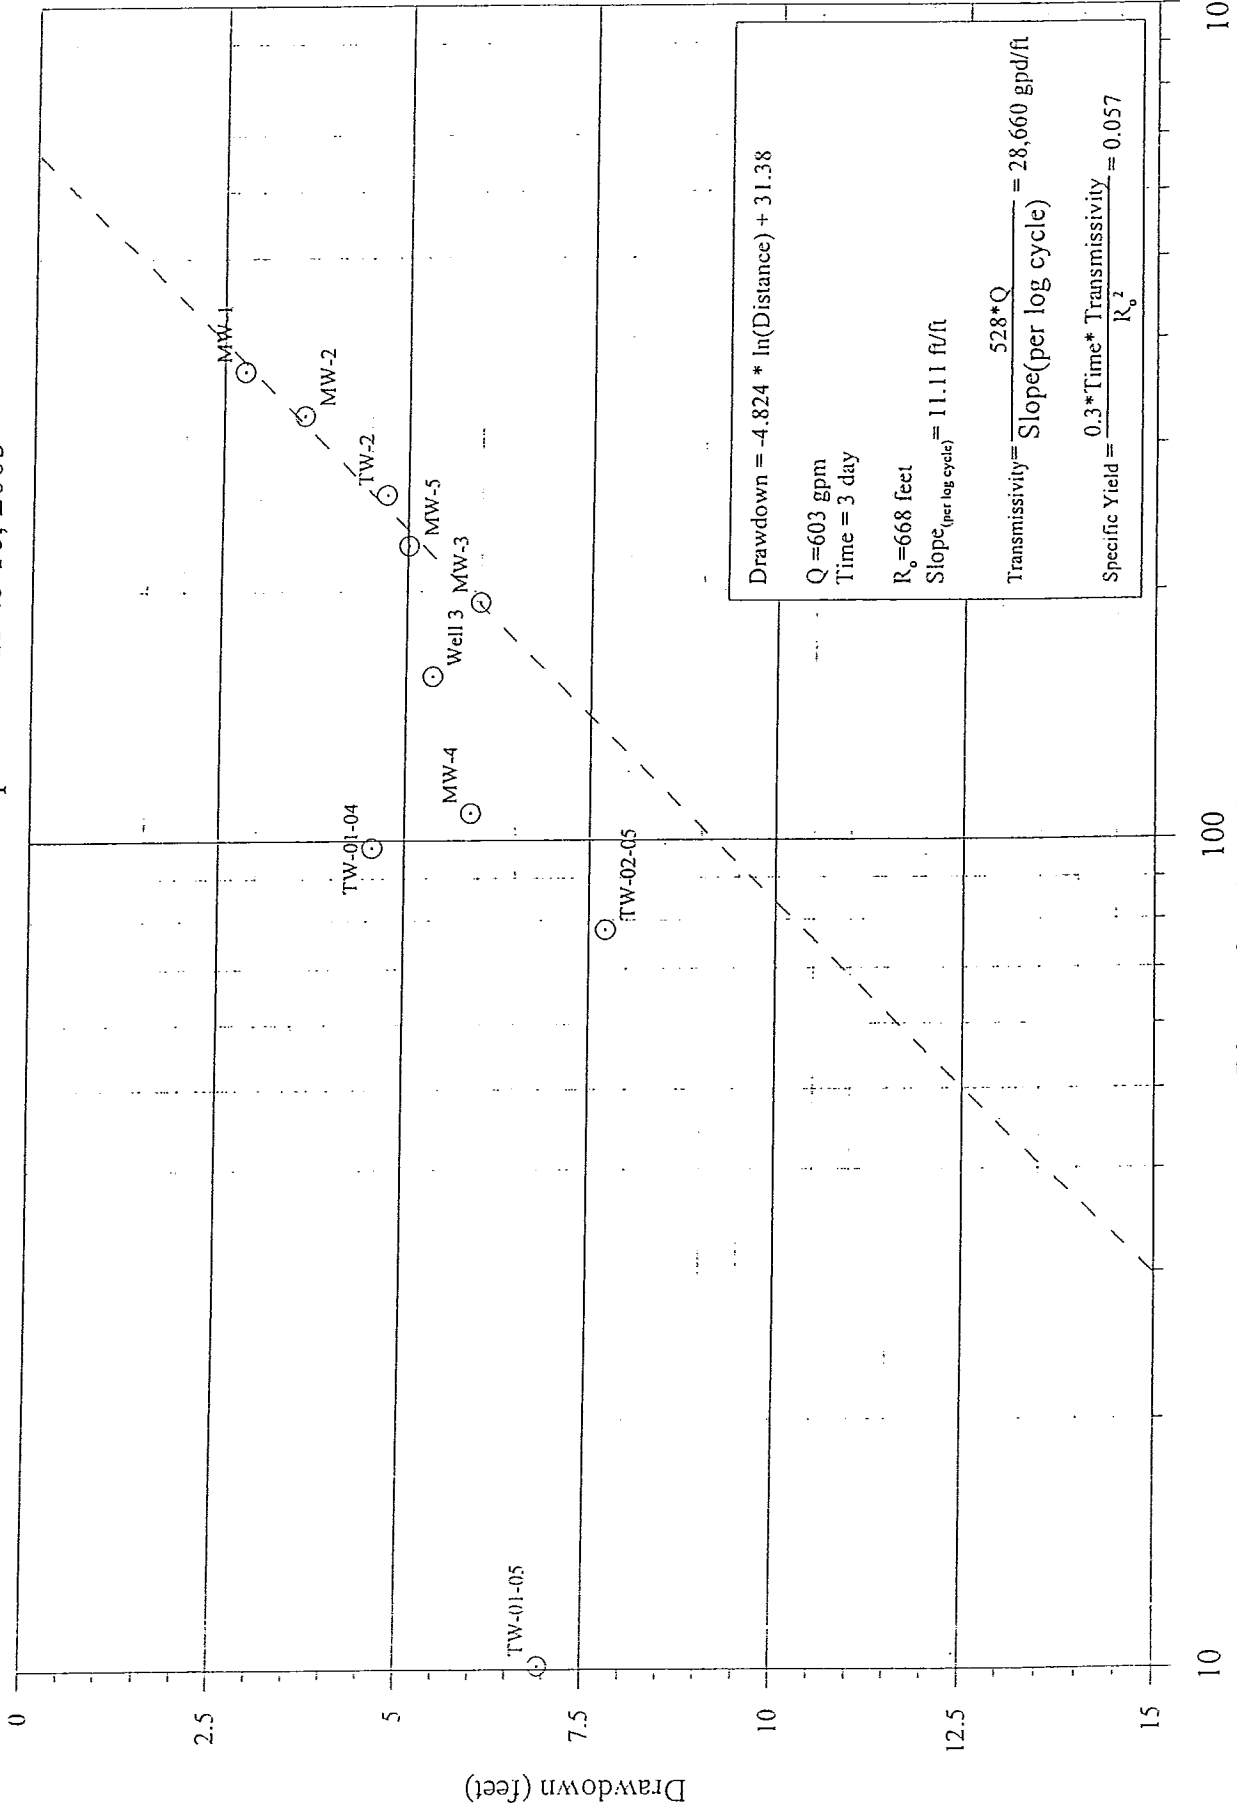 0
2.5
5
7.5
10
12.5
15
Drawdown (feet)
MW-1
MW-2
TW-2
MW-5
MW-3
Well 3
MW-4
TW-01-04
TW-02-05
TW-01-05
Drawdown = -4.824 * ln(Distance) + 31.38
Q =603 gpm
Time = 3 day
Rₒ=668 feet
Slope(per log cycle) = 11.11 ft/ft
Transmissivity= 528*Q / Slope(per log cycle) = 28,660 gpd/ft
Specific Yield = 0.3*Time* Transmissivity / Rₒ² = 0.057
10
100
10